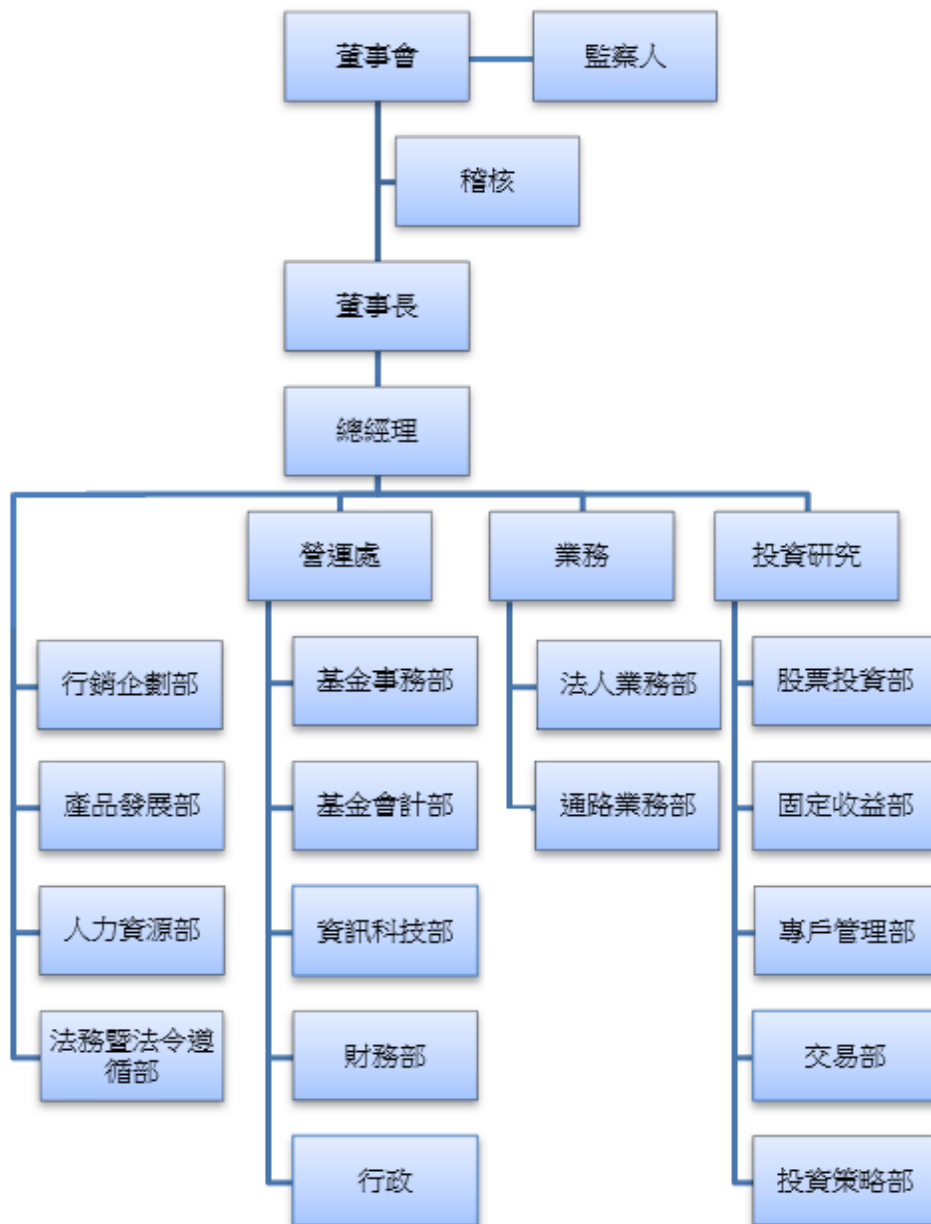 董事會
監察人
稽核
董事長
總經理
營運處
業務
投資研究
行銷企劃部
產品發展部
人力資源部
法務暨法令遵
循部
基金事務部
基金會計部
資訊科技部
財務部
行政
法人業務部
通路業務部
股票投資部
固定收益部
專戶管理部
交易部
投資策略部